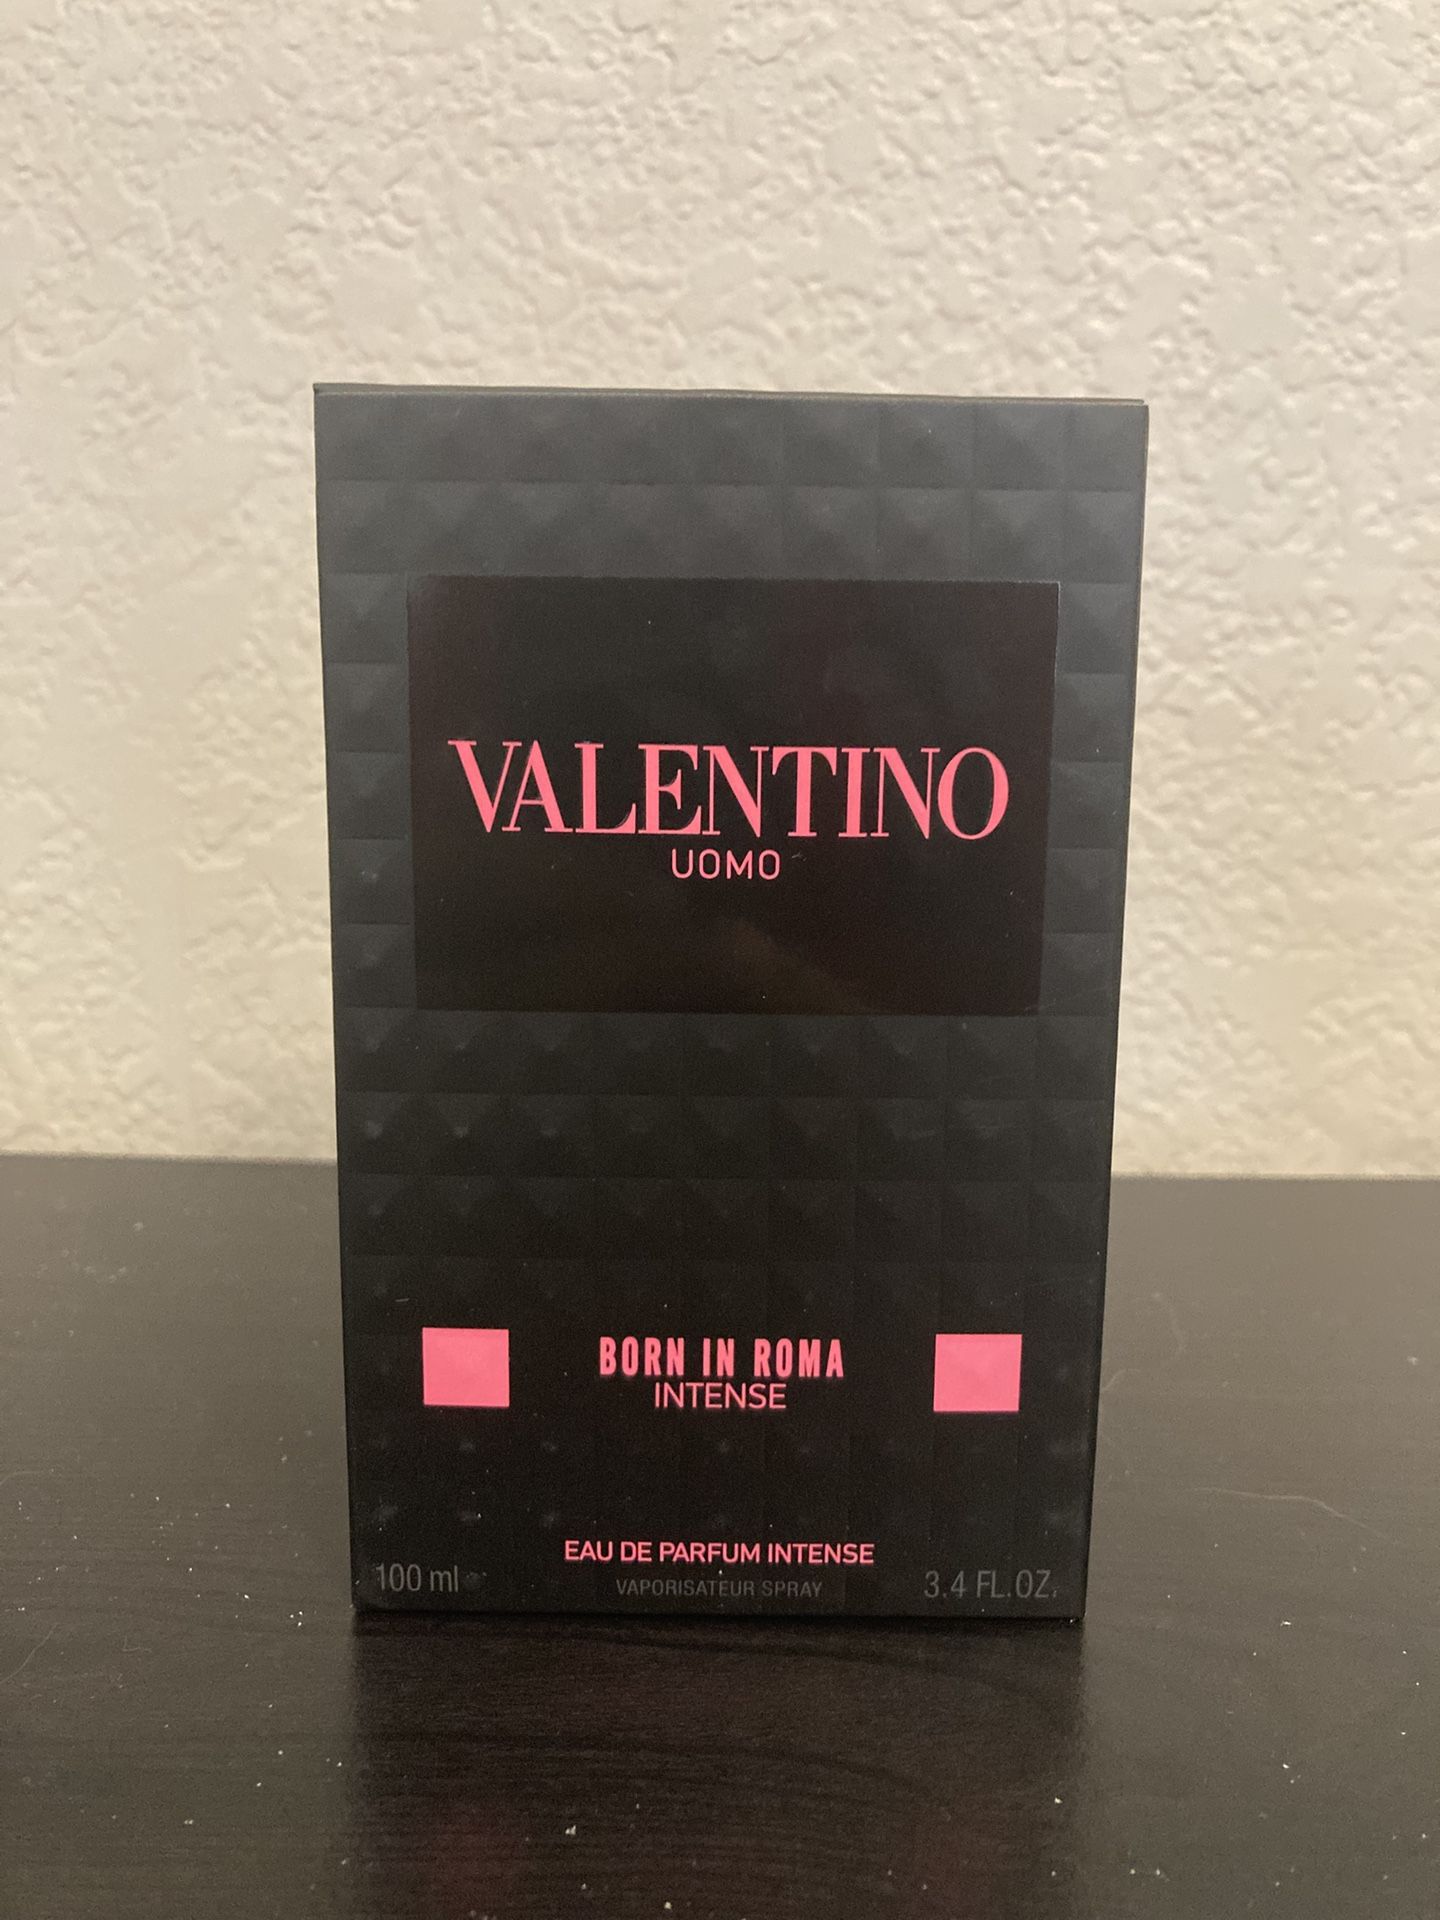 VALENTINO
UOMO
BORN IN ROMA
INTENSE
EAU DE PARFUM INTENSE
100 ml VAPORISATEUR SPRAY 3.4 FL.OZ.